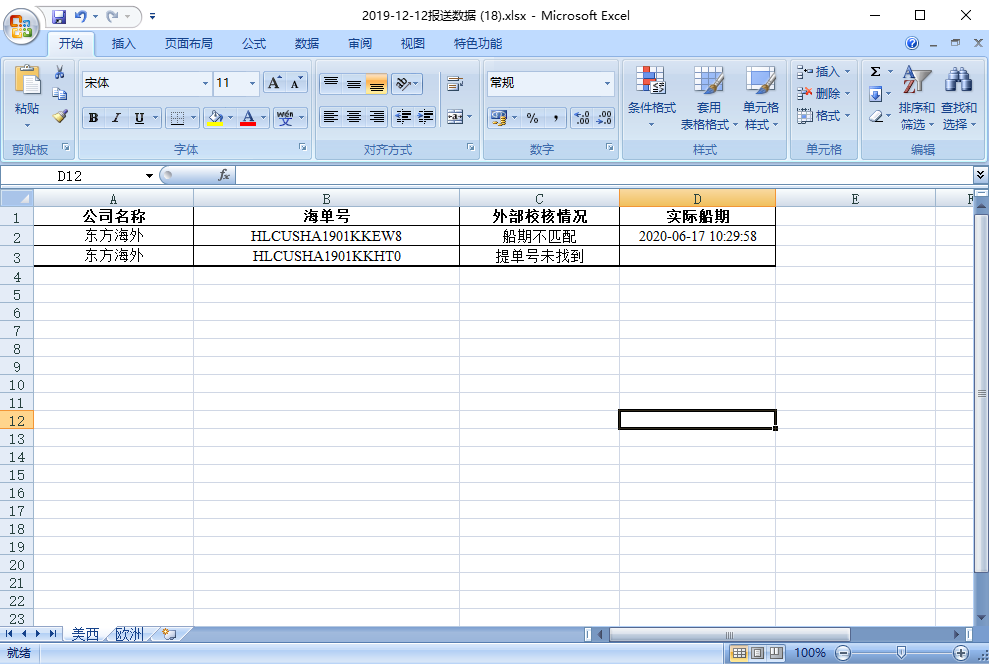 2019-12-12报送数据 (18).xlsx - Microsoft Excel
开始 插入 页面布局 公式 数据 审阅 视图 特色功能
宋体 11 A A 常规 条件格式 套用 表格格式 单元格 样式 插入 删除 格式 Σ A Z 排序和 筛选 查找和 选择
粘贴 B I U A wén 文 % , .00 .00
剪贴板 字体 对齐方式 数字 样式 单元格 编辑
D12 fx
A B C D E F
1 公司名称 海单号 外部校核情况 实际船期
2 东方海外 HLCUSHA1901KKEW8 船期不匹配 2020-06-17 10:29:58
3 东方海外 HLCUSHA1901KKHT0 提单号未找到
4
5
6
7
8
9
10
11
12
13
14
15
16
17
18
19
20
21
22
23
美西 欧洲
就绪 100%